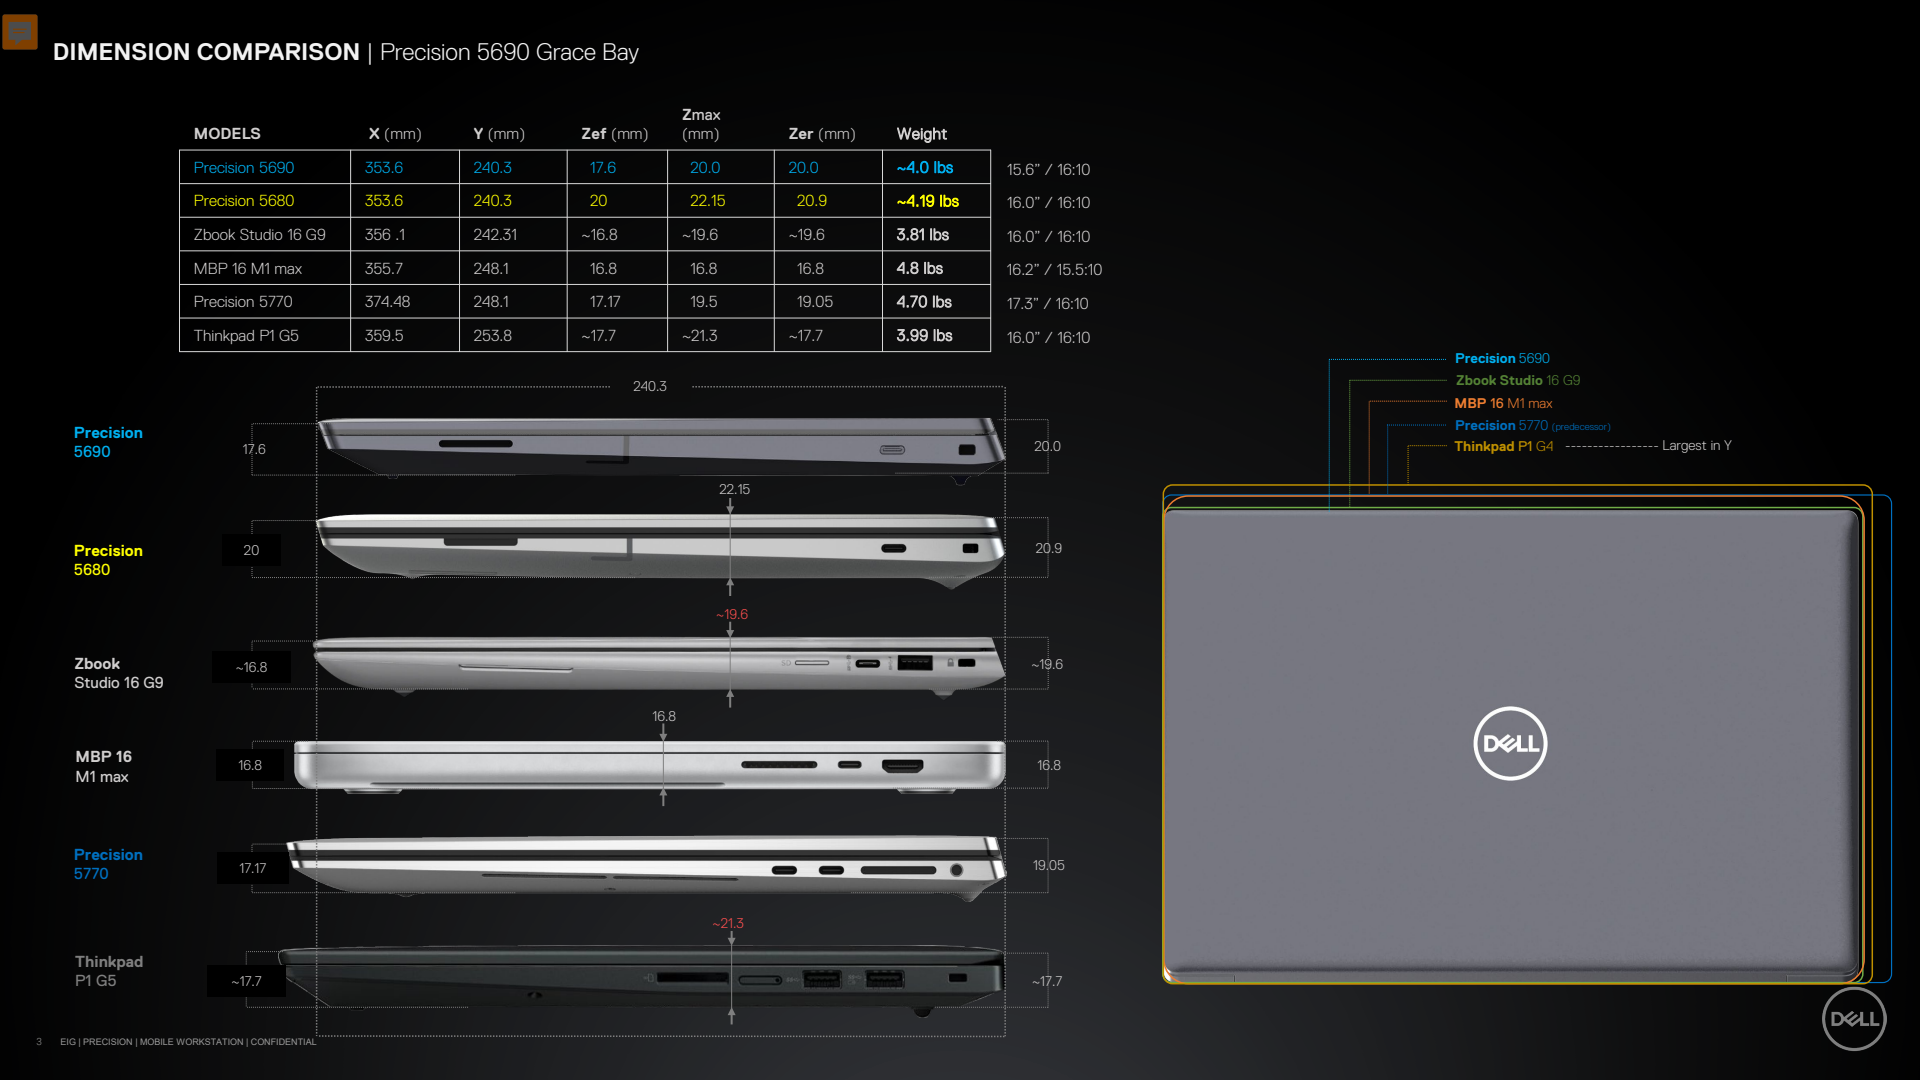 DIMENSION COMPARISON | Precision 5690 Grace Bay
MODELS X (mm) Y (mm) Zef (mm) Zmax (mm) Zer (mm) Weight
Precision 5690 353.6 240.3 17.6 20.0 20.0 ~4.0 lbs 15.6” / 16:10
Precision 5680 353.6 240.3 20 22.15 20.9 ~4.19 lbs 16.0” / 16:10
Zbook Studio 16 G9 356 .1 242.31 ~16.8 ~19.6 ~19.6 3.81 lbs 16.0” / 16:10
MBP 16 M1 max 355.7 248.1 16.8 16.8 16.8 4.8 lbs 16.2” / 15.5:10
Precision 5770 374.48 248.1 17.17 19.5 19.05 4.70 lbs 17.3” / 16:10
Thinkpad P1 G5 359.5 253.8 ~17.7 ~21.3 ~17.7 3.99 lbs 16.0” / 16:10
240.3
Precision
5690
17.6
20.0
22.15
Precision
5680
20
20.9
~19.6
Zbook
Studio 16 G9
~16.8
~19.6
16.8
MBP 16
M1 max
16.8
16.8
Precision
5770
17.17
19.05
~21.3
Thinkpad
P1 G5
~17.7
~17.7
Precision 5690
Zbook Studio 16 G9
MBP 16 M1 max
Precision 5770 (predecessor)
Thinkpad P1 G4 Largest in Y
DELL
DELL
3 EIG | PRECISION | MOBILE WORKSTATION | CONFIDENTIAL